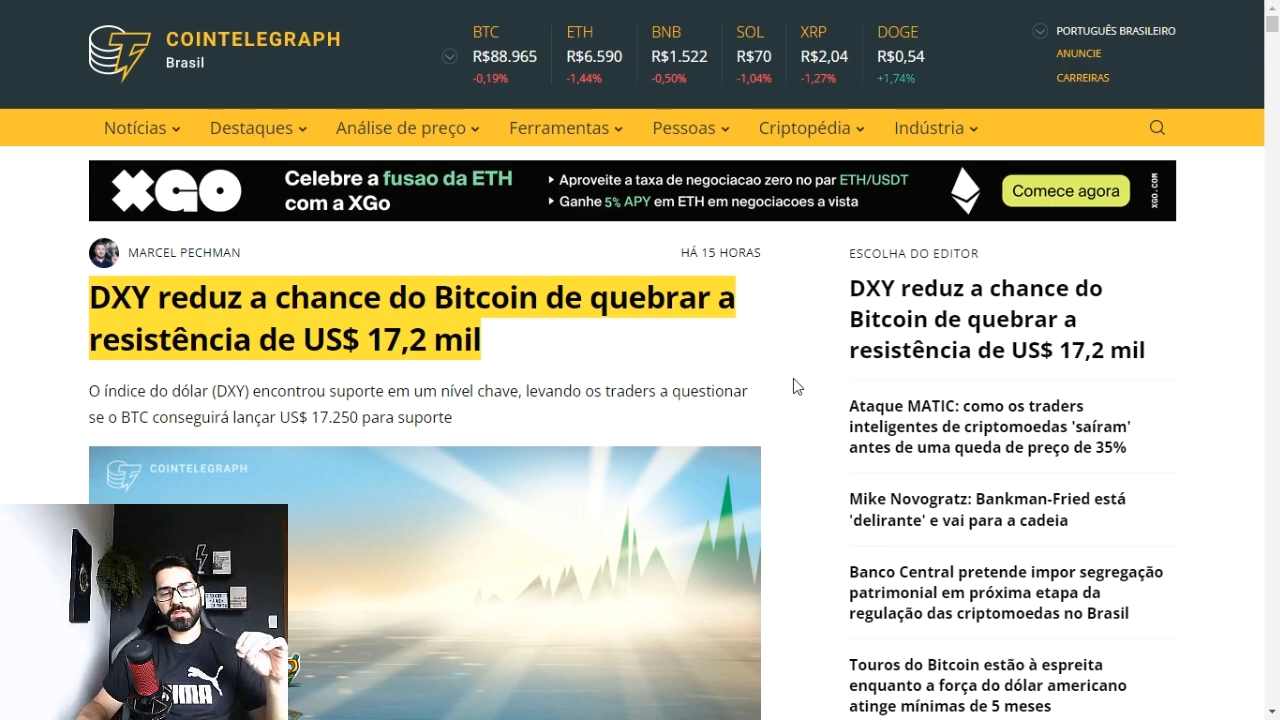 COINTELEGRAPH
Brasil
BTC
R$88.965
-0,19%
ETH
R$6.590
-1,44%
BNB
R$1.522
-0,50%
SOL
R$70
-1,04%
XRP
R$2,04
-1,27%
DOGE
R$0,54
+1,74%
PORTUGUÊS BRASILEIRO
ANUNCIE
CARREIRAS
Notícias Destaques Análise de preço Ferramentas Pessoas Criptopédia Indústria
XGO
Celebre a fusao da ETH
com a XGo
Aproveite a taxa de negociacao zero no par ETH/USDT
Ganhe 5% APY em ETH em negociacoes a vista
Comece agora
XGO.COM
MARCEL PECHMAN
HÁ 15 HORAS
DXY reduz a chance do Bitcoin de quebrar a
resistência de US$ 17,2 mil
O índice do dólar (DXY) encontrou suporte em um nível chave, levando os traders a questionar
se o BTC conseguirá lançar US$ 17.250 para suporte
COINTELEGRAPH
ESCOLHA DO EDITOR
DXY reduz a chance do
Bitcoin de quebrar a
resistência de US$ 17,2 mil
Ataque MATIC: como os traders
inteligentes de criptomoedas 'saíram'
antes de uma queda de preço de 35%
Mike Novogratz: Bankman-Fried está
'delirante' e vai para a cadeia
Banco Central pretende impor segregação
patrimonial em próxima etapa da
regulação das criptomoedas no Brasil
Touros do Bitcoin estão à espreita
enquanto a força do dólar americano
atinge mínimas de 5 meses